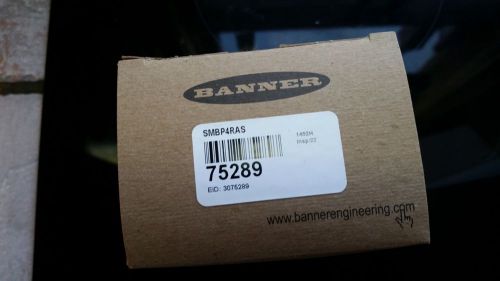 BANNER
SMBP4RAS
75289
EID: 3075289
www.bannerengineering.com